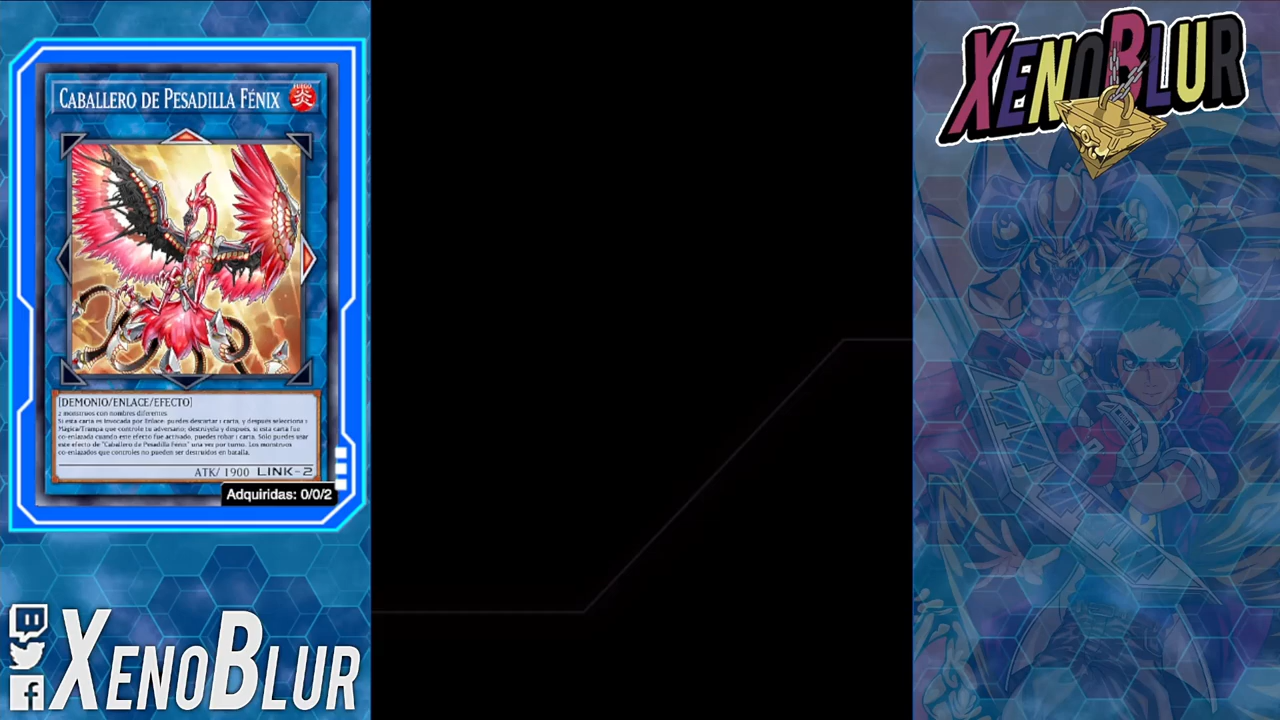 CABALLERO DE PESADILLA FÉNIX
FUEGO
炎
[DEMONIO/ENLACE/EFECTO]
2 monstruos con nombres diferentes
Si esta carta es Invocada por Enlace: puedes descartar 1 carta, y después selecciona 1
Mágica/Trampa que controle tu adversario; destrúyela y después, si esta carta fue
co-enlazada cuando este efecto fue activado, puedes robar 1 carta. Sólo puedes usar
este efecto de "Caballero de Pesadilla Fénix" una vez por turno. Los monstruos
co-enlazados que controles no pueden ser destruidos en batalla.
ATK/ 1900 LINK-2
Adquiridas: 0/0/2
XENOBLUR
XENOBLUR